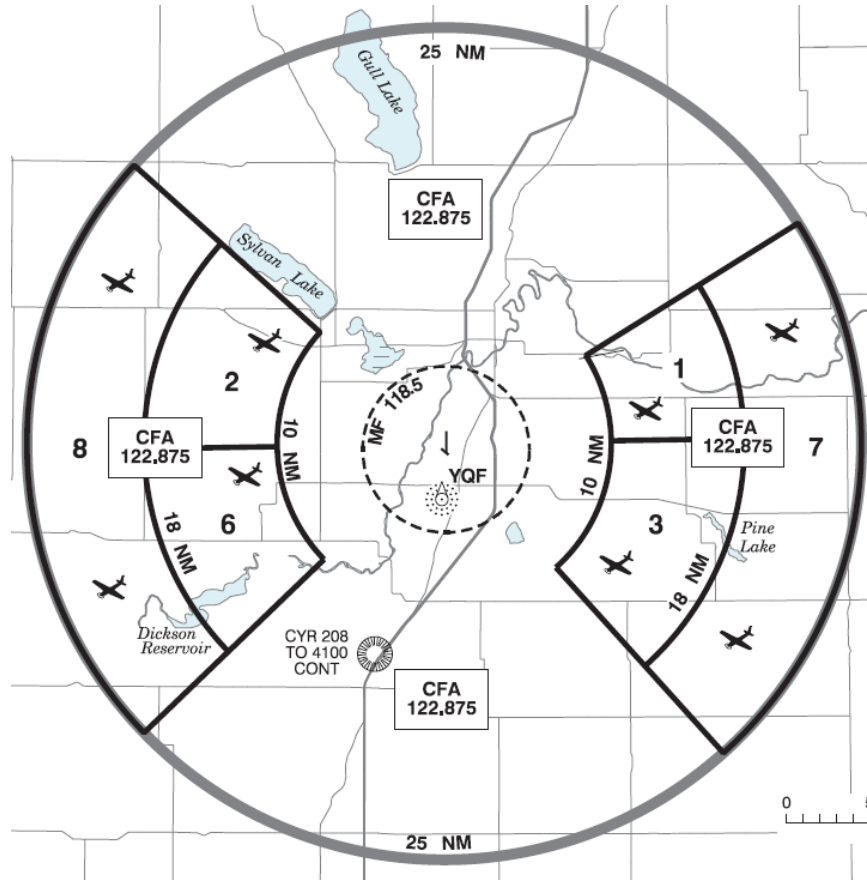 25 NM
Gull Lake
CFA
122.875
Sylvan Lake
2
1
MF 118.5
8
CFA
122.875
10 NM
CFA
122.875
7
YQF
10 NM
6
3
18 NM
Pine
Lake
18 NM
Dickson
Reservoir
CYR 208
TO 4100
CONT
CFA
122.875
0
5
25 NM